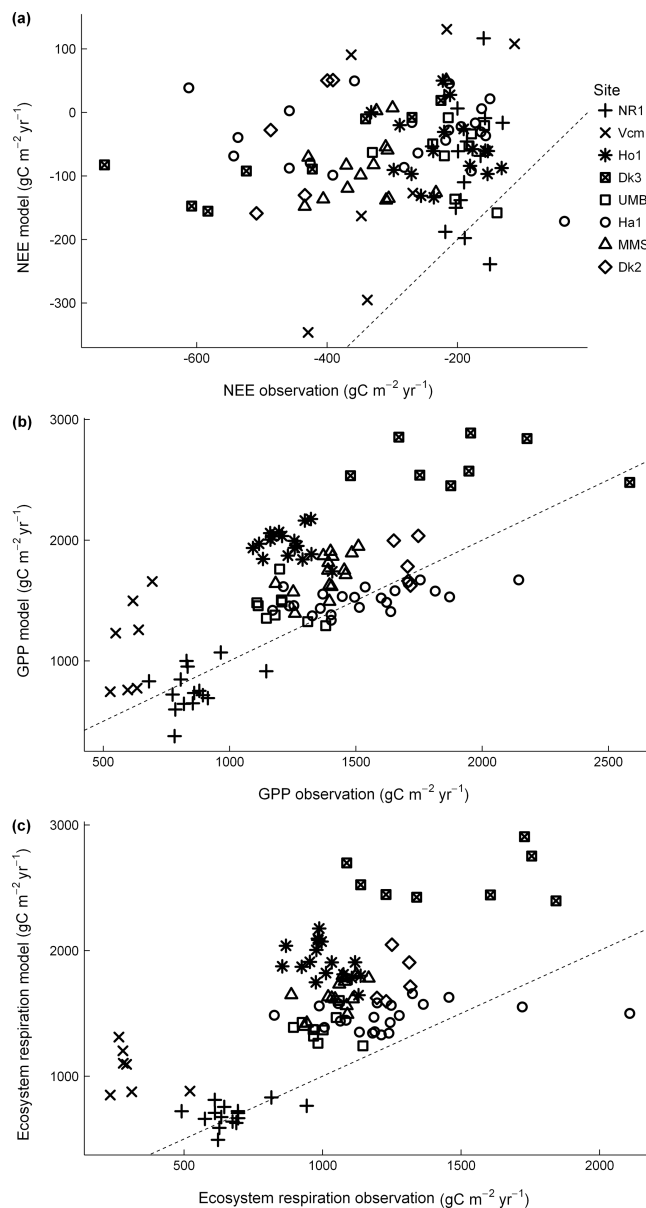 (a)
100
0
-100
-200
-300
NEE model (gC m⁻² yr⁻¹)
-600
-400
-200
NEE observation (gC m⁻² yr⁻¹)
Site
NR1
Vcm
Ho1
Dk3
UMB
Ha1
MMS
Dk2
(b)
3000
2000
1000
GPP model (gC m⁻² yr⁻¹)
500
1000
1500
2000
2500
GPP observation (gC m⁻² yr⁻¹)
(c)
3000
2000
1000
Ecosystem respiration model (gC m⁻² yr⁻¹)
500
1000
1500
2000
Ecosystem respiration observation (gC m⁻² yr⁻¹)